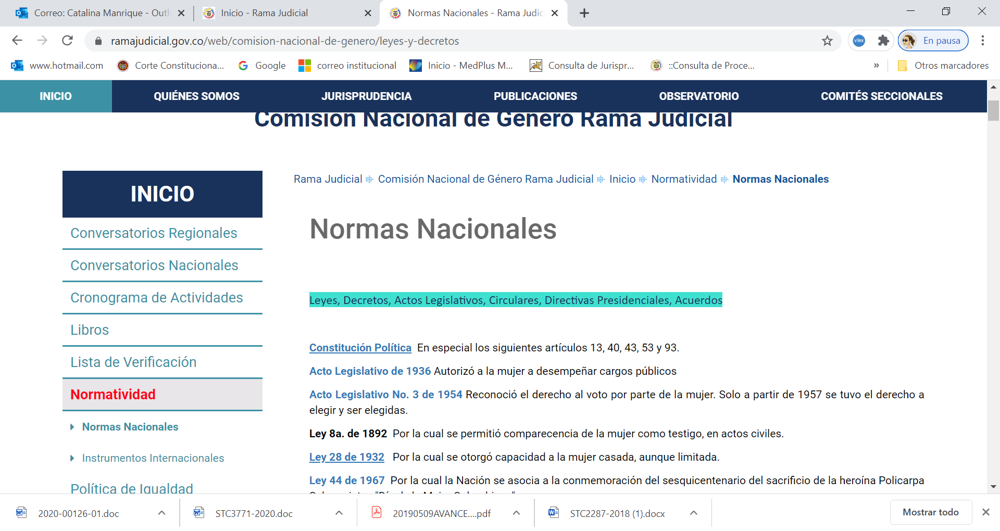 Correo: Catalina Manrique - Outl
Inicio - Rama Judicial
Normas Nacionales - Rama Judic
ramajudicial.gov.co/web/comision-nacional-de-genero/leyes-y-decretos
vlex
En pausa
www.hotmail.com
Corte Constituciona...
Google
correo institucional
Inicio - MedPlus M...
Consulta de Jurispr...
::Consulta de Proce...
»
Otros marcadores
INICIO
QUIÉNES SOMOS
JURISPRUDENCIA
PUBLICACIONES
OBSERVATORIO
COMITÉS SECCIONALES
Comisión Nacional de Género Rama Judicial
INICIO
Conversatorios Regionales
Conversatorios Nacionales
Cronograma de Actividades
Libros
Lista de Verificación
Normatividad
Normas Nacionales
Instrumentos Internacionales
Política de Igualdad
Rama Judicial Comisión Nacional de Género Rama Judicial Inicio Normatividad Normas Nacionales
Normas Nacionales
Leyes, Decretos, Actos Legislativos, Circulares, Directivas Presidenciales, Acuerdos
Constitución Política En especial los siguientes artículos 13, 40, 43, 53 y 93.
Acto Legislativo de 1936 Autorizó a la mujer a desempeñar cargos públicos
Acto Legislativo No. 3 de 1954 Reconoció el derecho al voto por parte de la mujer. Solo a partir de 1957 se tuvo el derecho a
elegir y ser elegidas.
Ley 8a. de 1892 Por la cual se permitió comparecencia de la mujer como testigo, en actos civiles.
Ley 28 de 1932 Por la cual se otorgó capacidad a la mujer casada, aunque limitada.
Ley 44 de 1967 Por la cual la Nación se asocia a la conmemoración del sesquicentenario del sacrificio de la heroína Policarpa
2020-00126-01.doc
STC3771-2020.doc
20190509AVANCE....pdf
STC2287-2018 (1).docx
Mostrar todo